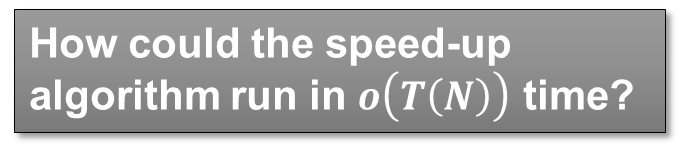 How could the speed-up
algorithm run in o(T(N)) time?